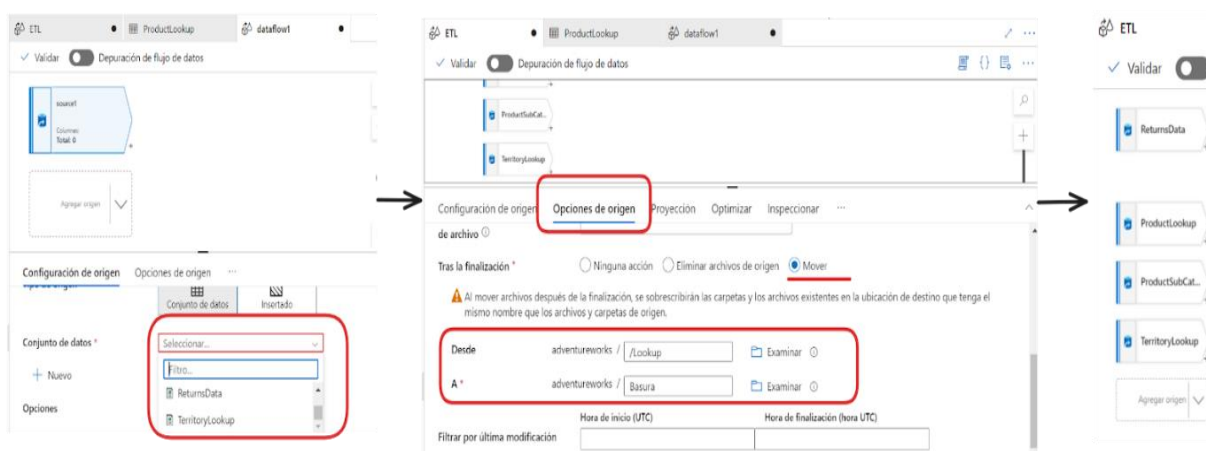 ETL
ProductLookup
dataflow1
Validar
Depuración de flujo de datos
source1
Columnas:
Total: 0
Agregar origen
Configuración de origen
Opciones de origen
...
Conjunto de datos
Insertado
Conjunto de datos *
Seleccionar...
Filtro...
+ Nuevo
ReturnsData
Opciones
TerritoryLookup
ETL
ProductLookup
dataflow1
Validar
Depuración de flujo de datos
ProductSubCat...
TerritoryLookup
Configuración de origen
Opciones de origen
Proyección
Optimizar
Inspeccionar
...
de archivo
Tras la finalización *
Ninguna acción
Eliminar archivos de origen
Mover
Al mover archivos después de la finalización, se sobrescribirán las carpetas y los archivos existentes en la ubicación de destino que tenga el
mismo nombre que los archivos y carpetas de origen.
Desde
adventureworks /
/Lookup
Examinar
A *
adventureworks /
Basura
Examinar
Hora de inicio (UTC)
Hora de finalización (hora UTC)
Filtrar por última modificación
ETL
Validar
ReturnsData
ProductLookup
ProductSubCat...
TerritoryLookup
Agregar origen